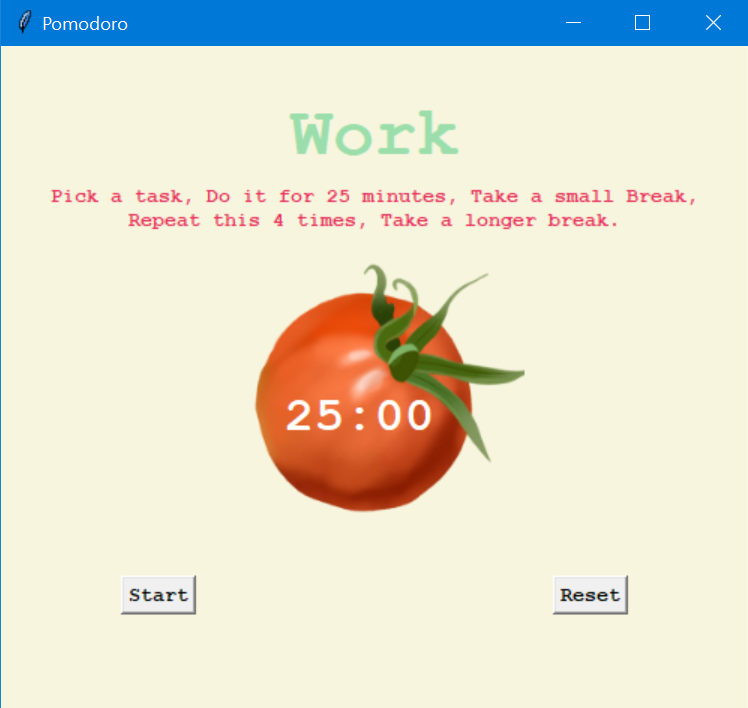 Pomodoro
Work
Pick a task, Do it for 25 minutes, Take a small Break,
Repeat this 4 times, Take a longer break.
25:00
Start
Reset